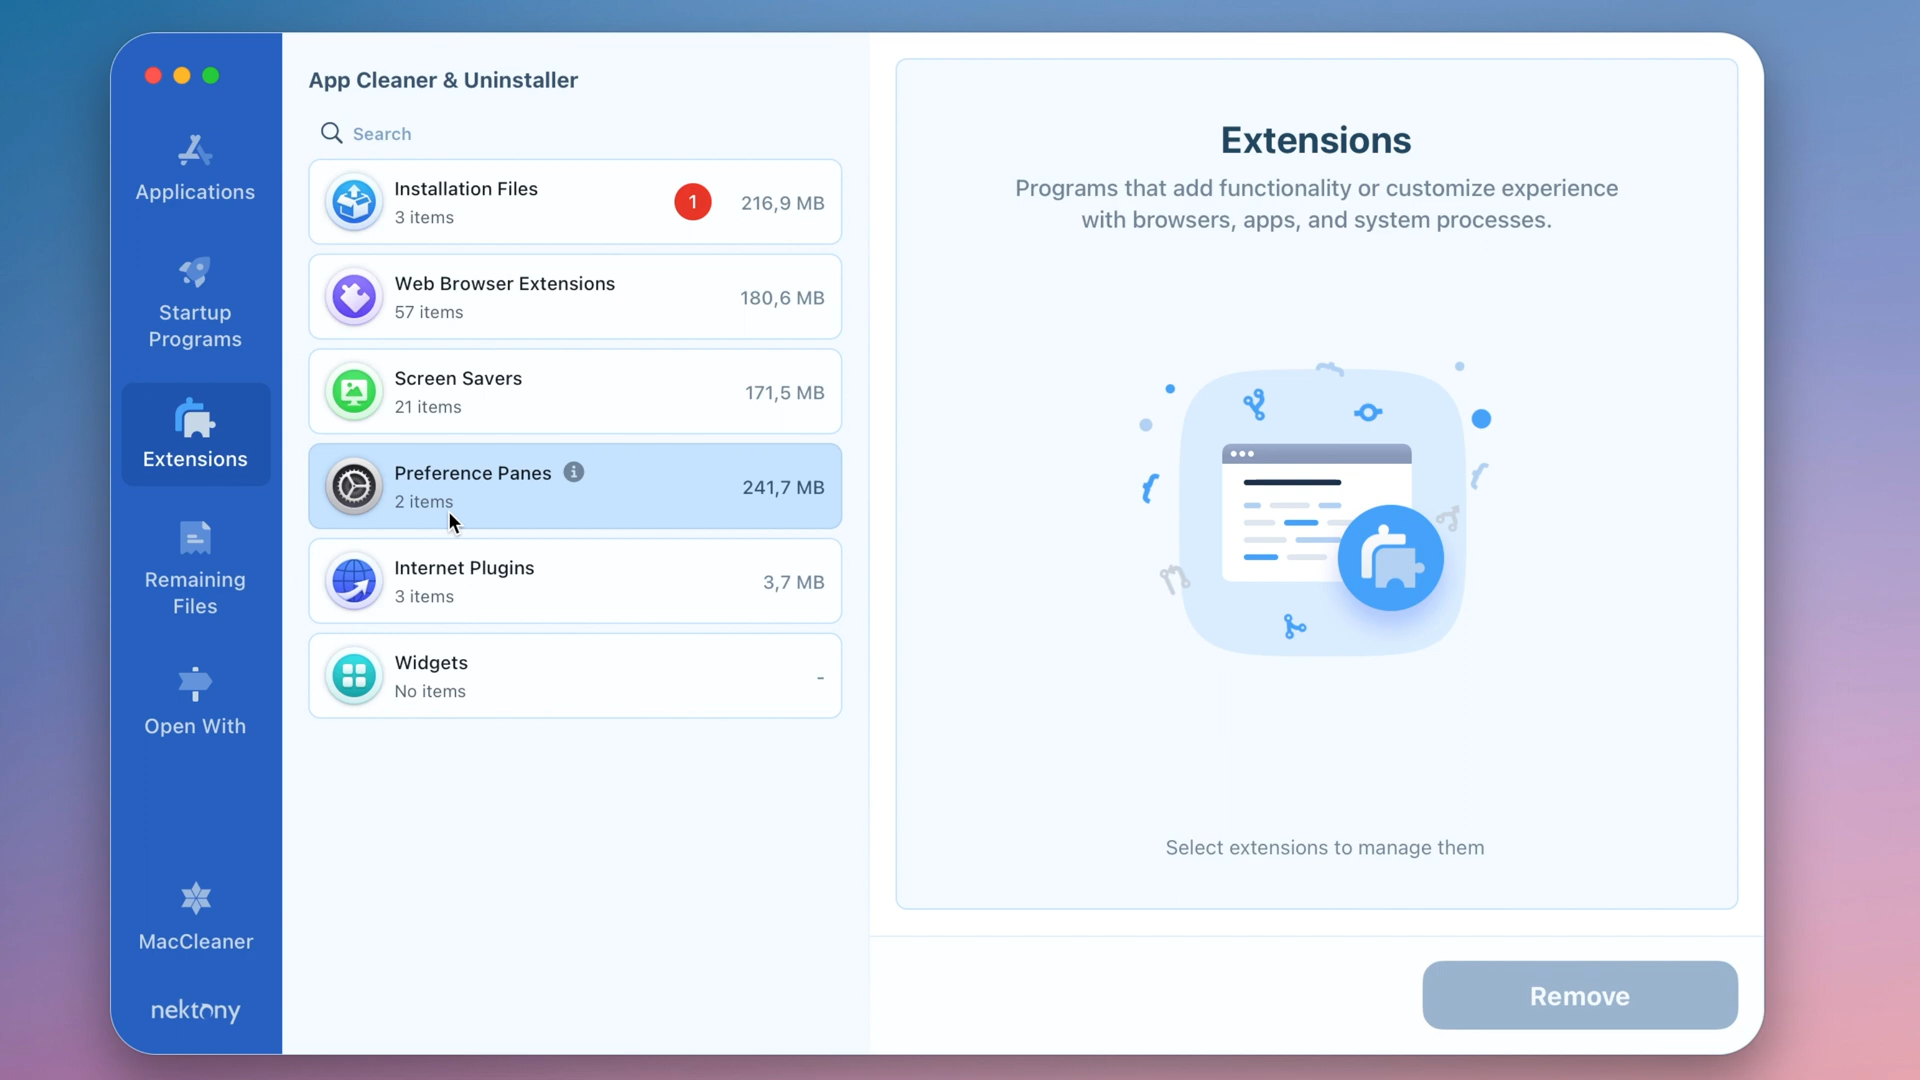 App Cleaner & Uninstaller
Search
Applications
Startup
Programs
Extensions
Remaining
Files
Open With
MacCleaner
nektony
Installation Files
3 items
1
216,9 MB
Web Browser Extensions
57 items
180,6 MB
Screen Savers
21 items
171,5 MB
Preference Panes
2 items
241,7 MB
Internet Plugins
3 items
3,7 MB
Widgets
No items
-
Extensions
Programs that add functionality or customize experience
with browsers, apps, and system processes.
Select extensions to manage them
Remove